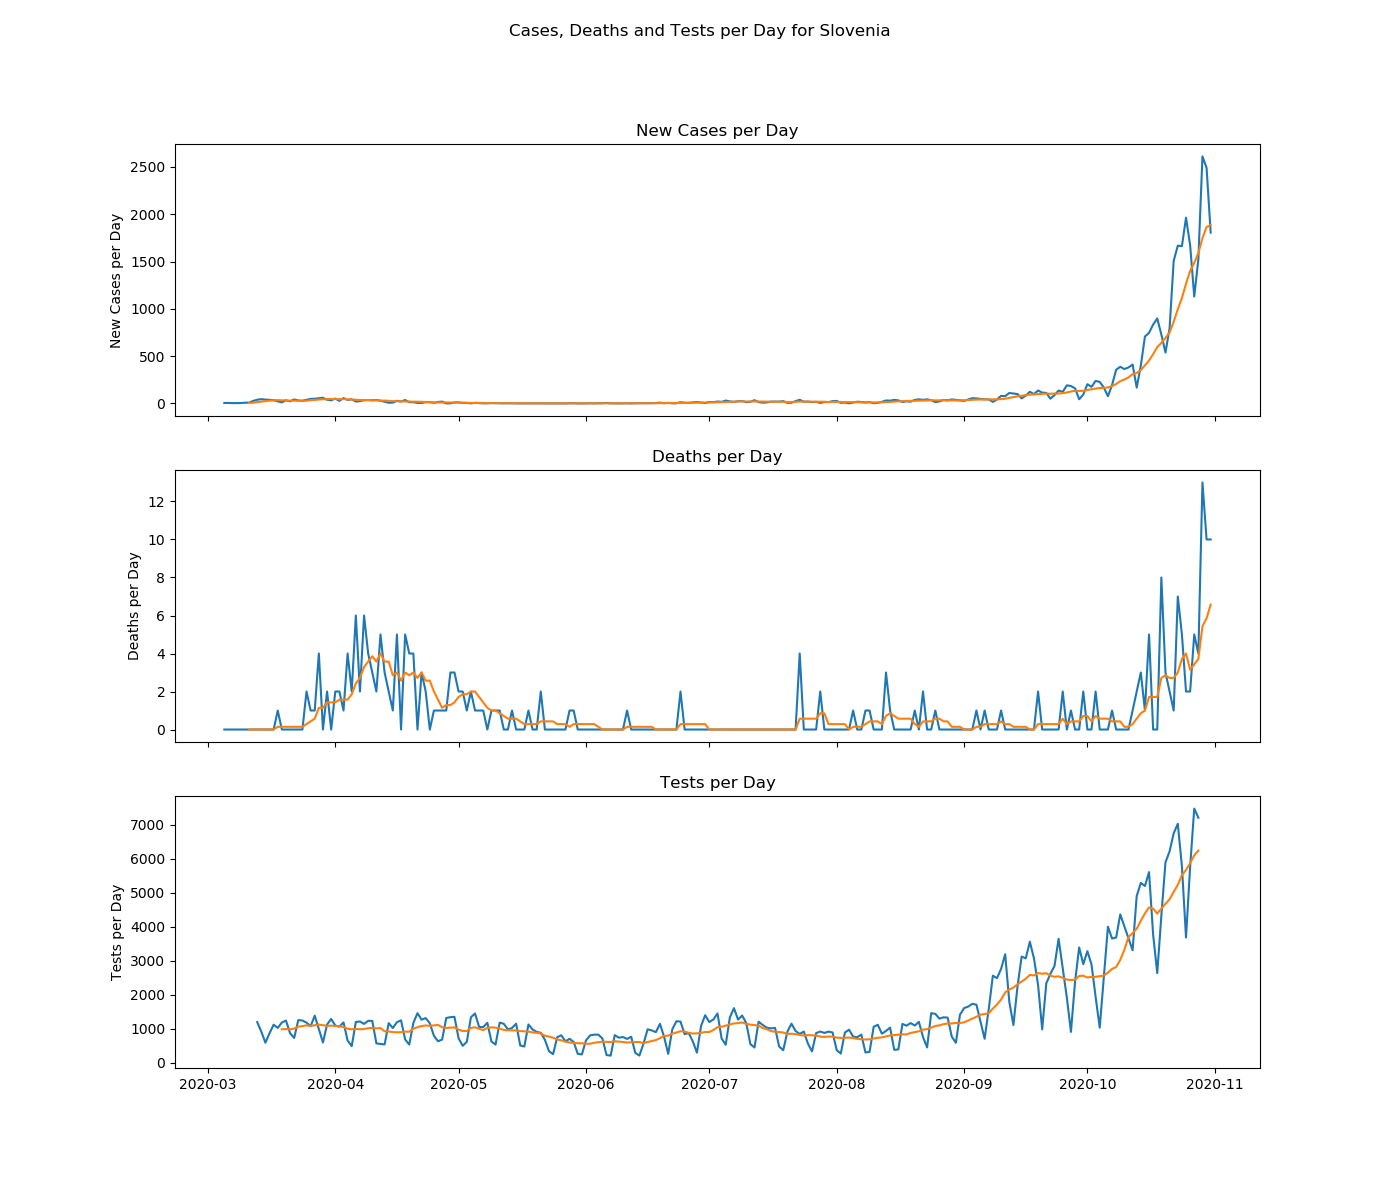 Cases, Deaths and Tests per Day for Slovenia
New Cases per Day
New Cases per Day
2500
2000
1500
1000
500
0
Deaths per Day
Deaths per Day
12
10
8
6
4
2
0
Tests per Day
Tests per Day
7000
6000
5000
4000
3000
2000
1000
0
2020-03 2020-04 2020-05 2020-06 2020-07 2020-08 2020-09 2020-10 2020-11